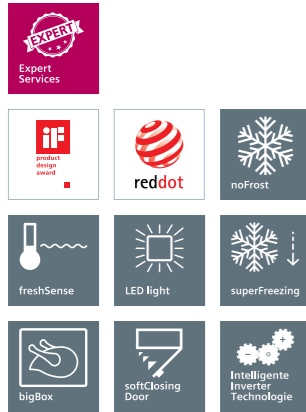 EXPERT
Expert
Services
iF
product
design
award
reddot
noFrost
freshSense
LED light
superFreezing
bigBox
softClosing
Door
Intelligente
Inverter
Technologie